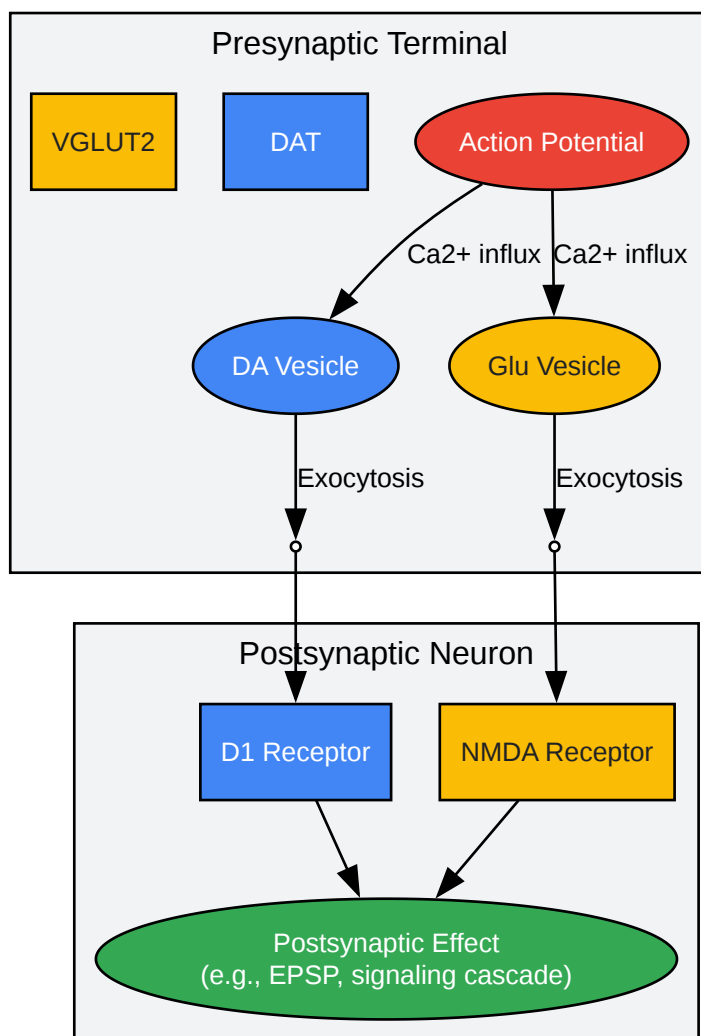 Presynaptic Terminal
VGLUT2
DAT
Action Potential
Ca2+ influx
Ca2+ influx
DA Vesicle
Glu Vesicle
Exocytosis
Exocytosis
Postsynaptic Neuron
D1 Receptor
NMDA Receptor
Postsynaptic Effect
(e.g., EPSP, signaling cascade)